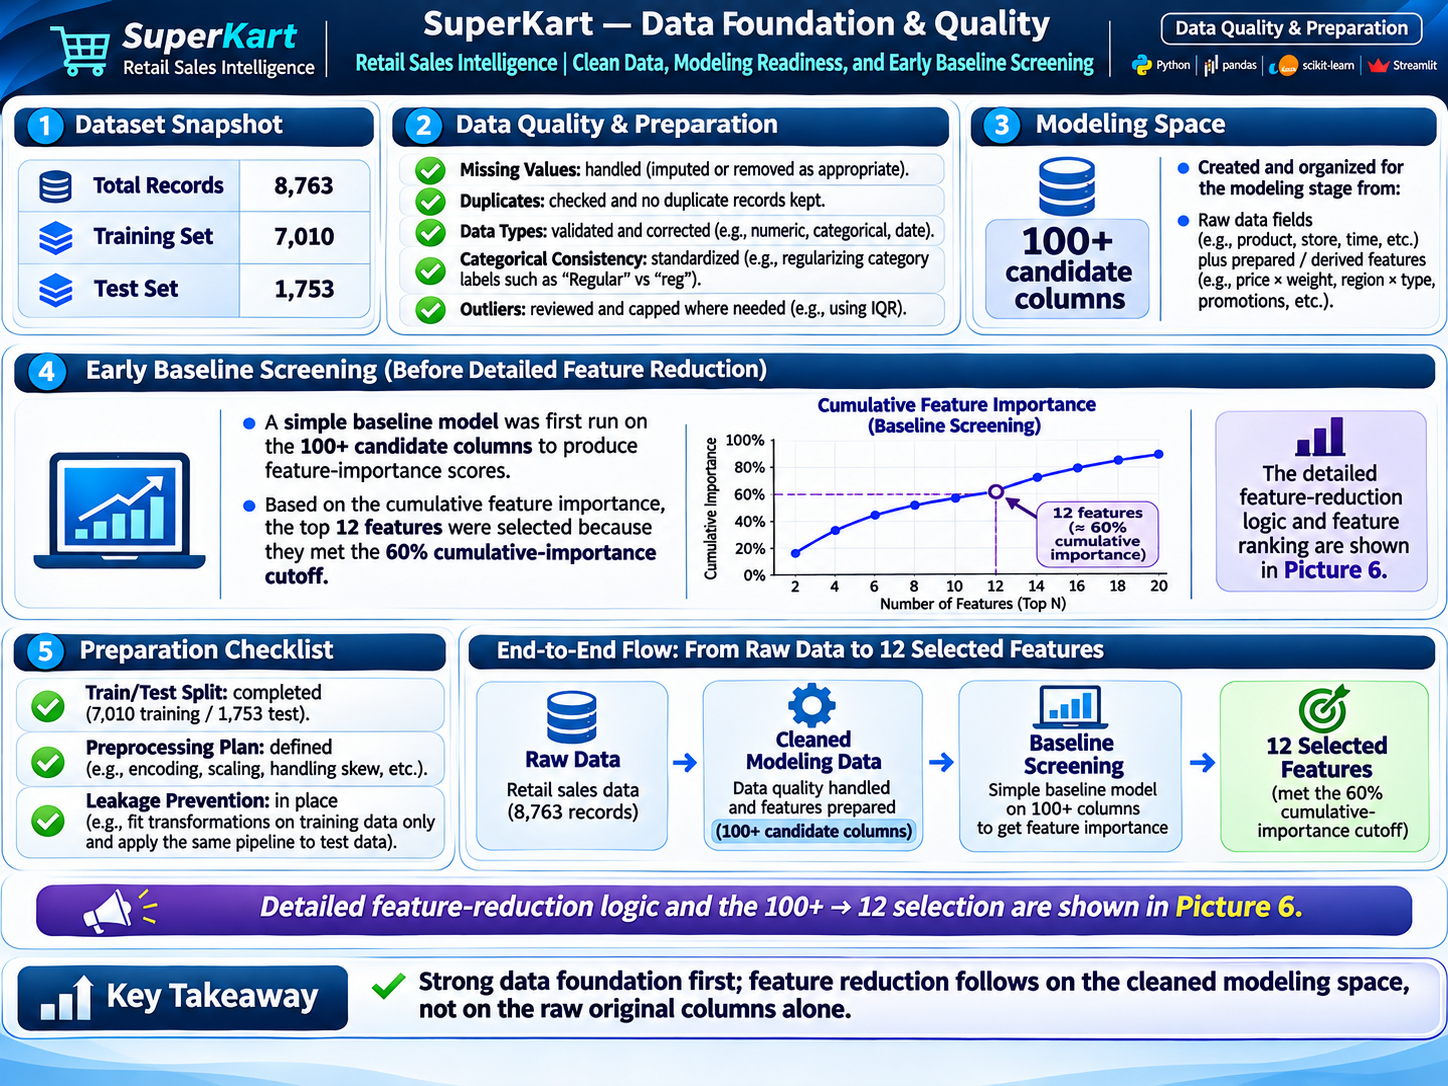 SuperKart
Retail Sales Intelligence
SuperKart — Data Foundation & Quality
Retail Sales Intelligence | Clean Data, Modeling Readiness, and Early Baseline Screening
Data Quality & Preparation
Python | pandas | scikit-learn | Streamlit
1 Dataset Snapshot
Total Records 8,763
Training Set 7,010
Test Set 1,753
2 Data Quality & Preparation
Missing Values: handled (imputed or removed as appropriate).
Duplicates: checked and no duplicate records kept.
Data Types: validated and corrected (e.g., numeric, categorical, date).
Categorical Consistency: standardized (e.g., regularizing category
labels such as “Regular” vs “reg”).
Outliers: reviewed and capped where needed (e.g., using IQR).
3 Modeling Space
100+
candidate
columns
Created and organized for
the modeling stage from:
Raw data fields
(e.g., product, store, time, etc.)
plus prepared / derived features
(e.g., price × weight, region × type,
promotions, etc.).
4 Early Baseline Screening (Before Detailed Feature Reduction)
A simple baseline model was first run on
the 100+ candidate columns to produce
feature-importance scores.
Based on the cumulative feature importance,
the top 12 features were selected because
they met the 60% cumulative-importance
cutoff.
Cumulative Feature Importance
(Baseline Screening)
Cumulative Importance
100%
80%
60%
40%
20%
0%
12 features
(≈ 60%
cumulative
importance)
2 4 6 8 10 12 14 16 18 20
Number of Features (Top N)
The detailed
feature-reduction
logic and feature
ranking are shown
in Picture 6.
5 Preparation Checklist
Train/Test Split: completed
(7,010 training / 1,753 test).
Preprocessing Plan: defined
(e.g., encoding, scaling, handling skew, etc.).
Leakage Prevention: in place
(e.g., fit transformations on training data only
and apply the same pipeline to test data).
End-to-End Flow: From Raw Data to 12 Selected Features
Raw Data
Retail sales data
(8,763 records)
Cleaned
Modeling Data
Data quality handled
and features prepared
(100+ candidate columns)
Baseline
Screening
Simple baseline model
on 100+ columns
to get feature importance
12 Selected
Features
(met the 60%
cumulative-
importance cutoff)
Detailed feature-reduction logic and the 100+ → 12 selection are shown in Picture 6.
Key Takeaway
Strong data foundation first; feature reduction follows on the cleaned modeling space,
not on the raw original columns alone.